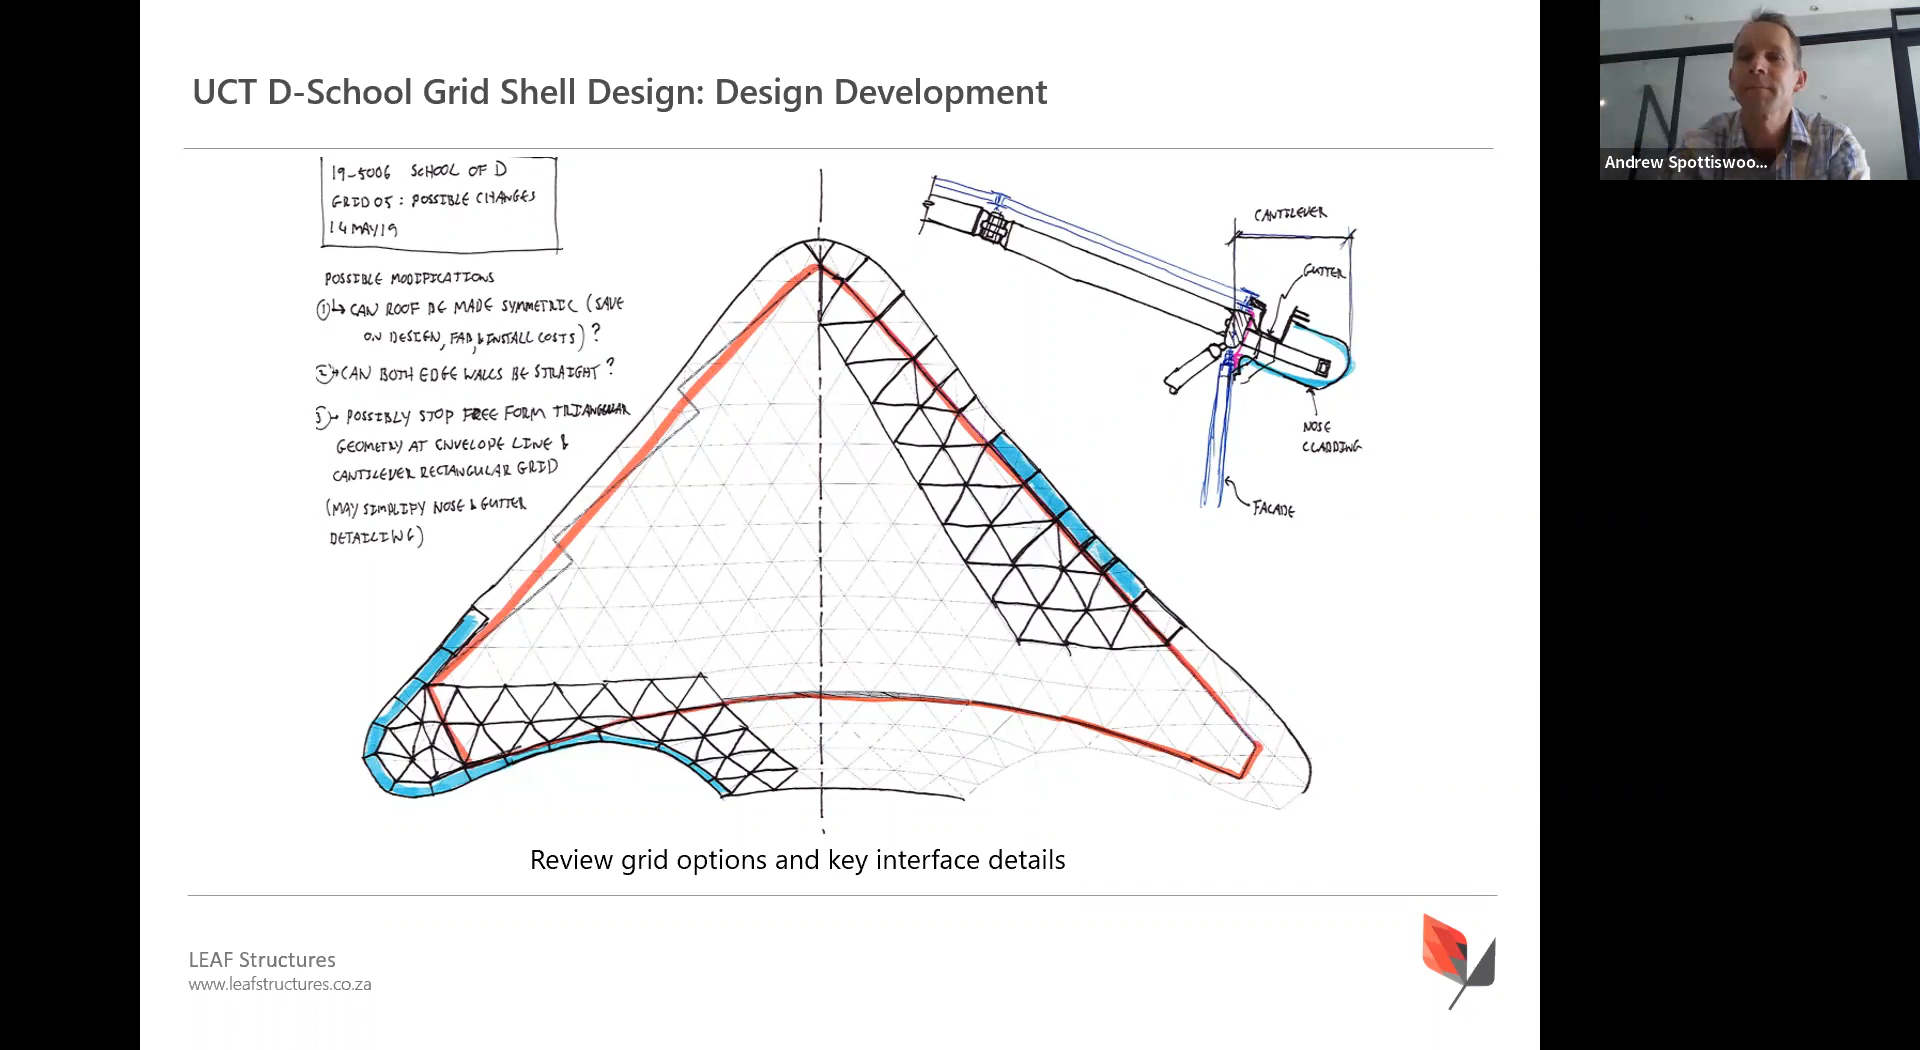 UCT D-School Grid Shell Design: Design Development
19-5006 SCHOOL OF D
GRID 05 : POSSIBLE CHANGES
14 MAY 19
POSSIBLE MODIFICATIONS
① ↳ CAN ROOF BE MADE SYMMETRIC (SAVE
ON DESIGN, FAB, & INSTALL COSTS) ?
② → CAN BOTH EDGE WALLS BE STRAIGHT ?
3 → POSSIBLY STOP FREE FORM TRIANGULAR
GEOMETRY AT ENVELOPE LINE &
CANTILEVER RECTANGULAR GRID
(MAY SIMPLIFY NOSE & GUTTER
DETAILING)
CANTILEVER
GUTTER
NOSE
CLADDING
FACADE
Review grid options and key interface details
LEAF Structures
www.leafstructures.co.za
Andrew Spottiswoo...